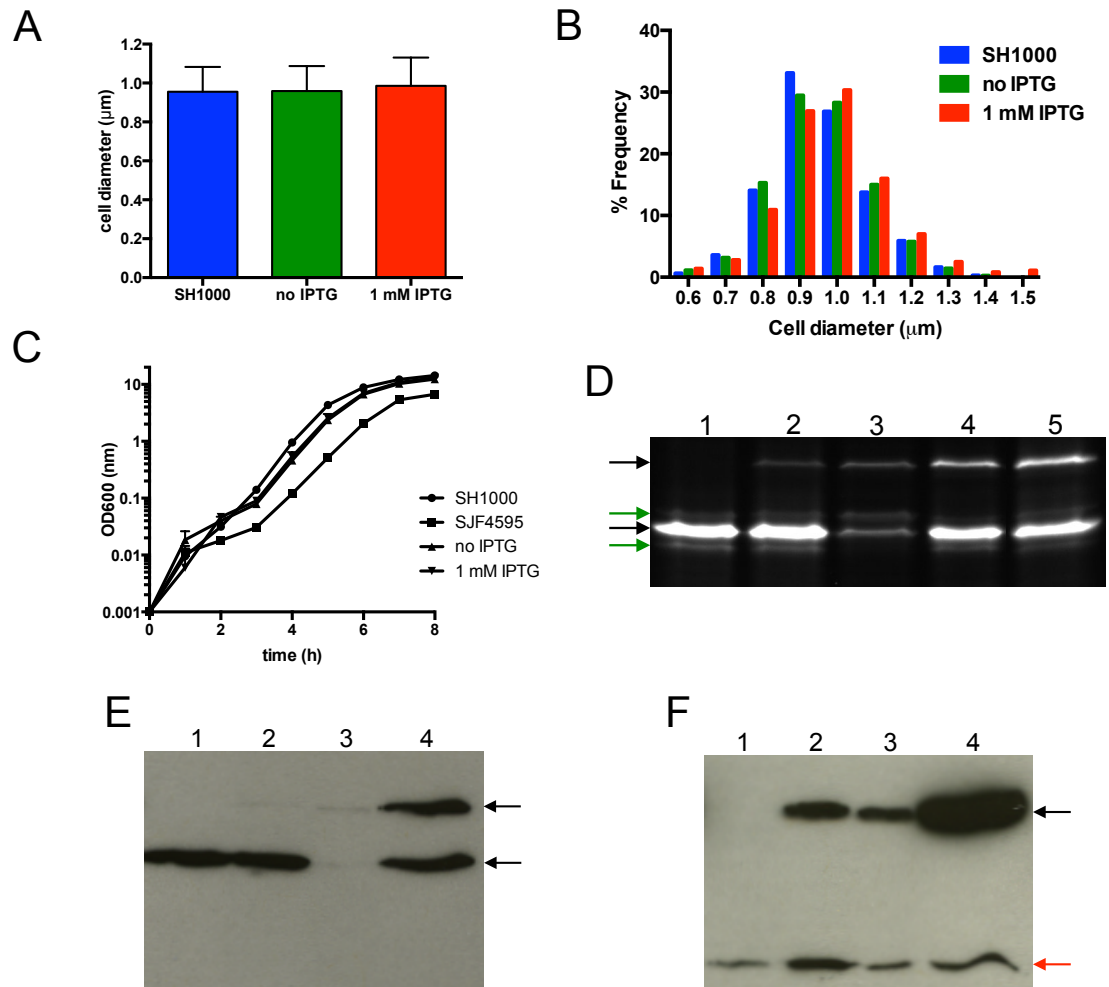 A
cell diameter (μm)
1.2
1.0
0.8
0.6
0.4
0.2
0.0
SH1000
no IPTG
1 mM IPTG
B
% Frequency
40
30
20
10
0
0.6 0.7 0.8 0.9 1.0 1.1 1.2 1.3 1.4 1.5
Cell diameter (μm)
SH1000
no IPTG
1 mM IPTG
C
OD600 (nm)
10
1
0.1
0.01
0.001
0 2 4 6 8
time (h)
SH1000
SJF4595
no IPTG
1 mM IPTG
D
1 2 3 4 5
E
1 2 3 4
F
1 2 3 4